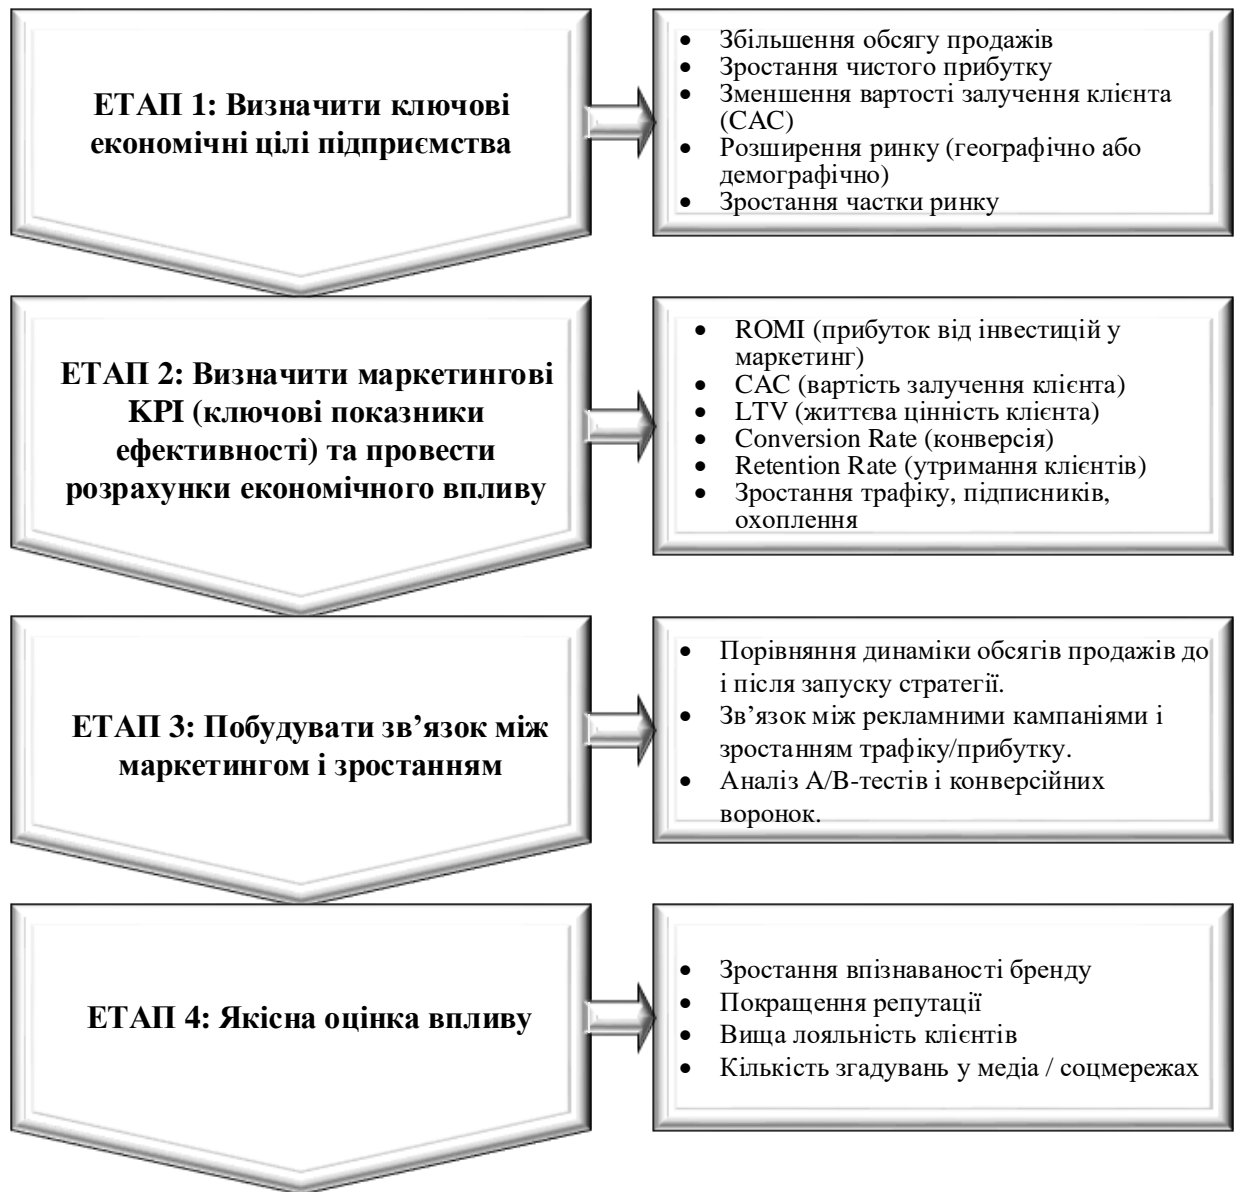 ЕТАП 1: Визначити ключові
економічні цілі підприємства
• Збільшення обсягу продажів
• Зростання чистого прибутку
• Зменшення вартості залучення клієнта
(CAC)
• Розширення ринку (географічно або
демографічно)
• Зростання частки ринку
ЕТАП 2: Визначити маркетингові
KPI (ключові показники
ефективності) та провести
розрахунки економічного впливу
• ROMI (прибуток від інвестицій у
маркетинг)
• CAC (вартість залучення клієнта)
• LTV (життєва цінність клієнта)
• Conversion Rate (конверсія)
• Retention Rate (утримання клієнтів)
• Зростання трафіку, підписників,
охоплення
ЕТАП 3: Побудувати зв’язок між
маркетингом і зростанням
• Порівняння динаміки обсягів продажів до
і після запуску стратегії.
• Зв’язок між рекламними кампаніями і
зростанням трафіку/прибутку.
• Аналіз A/B-тестів і конверсійних
воронок.
ЕТАП 4: Якісна оцінка впливу
• Зростання впізнаваності бренду
• Покращення репутації
• Вища лояльність клієнтів
• Кількість згадувань у медіа / соцмережах